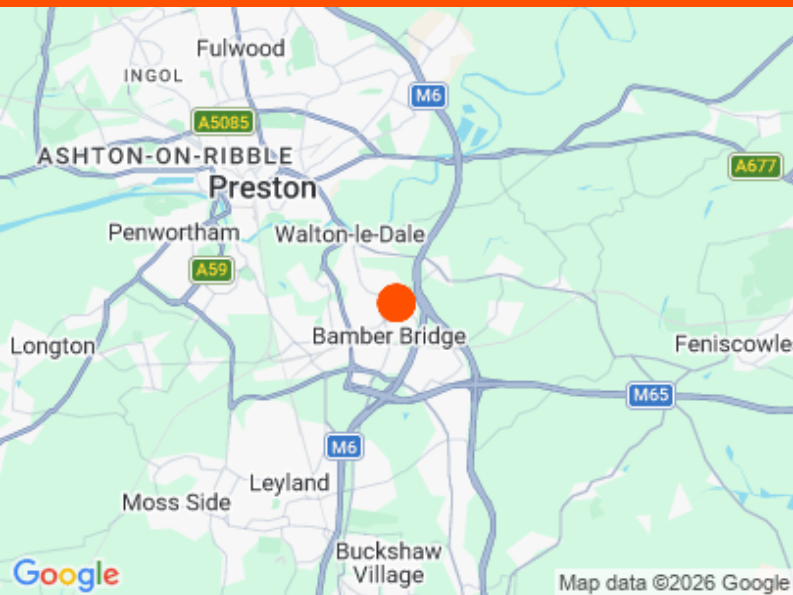 Fulwood
INGOL
M6
A5085
ASHTON-ON-RIBBLE
A677
Preston
Penwortham
Walton-le-Dale
A59
Bamber Bridge
Longton
Feniscowle
M65
M6
Leyland
Moss Side
Buckshaw
Village
Google
Map data ©2026 Google